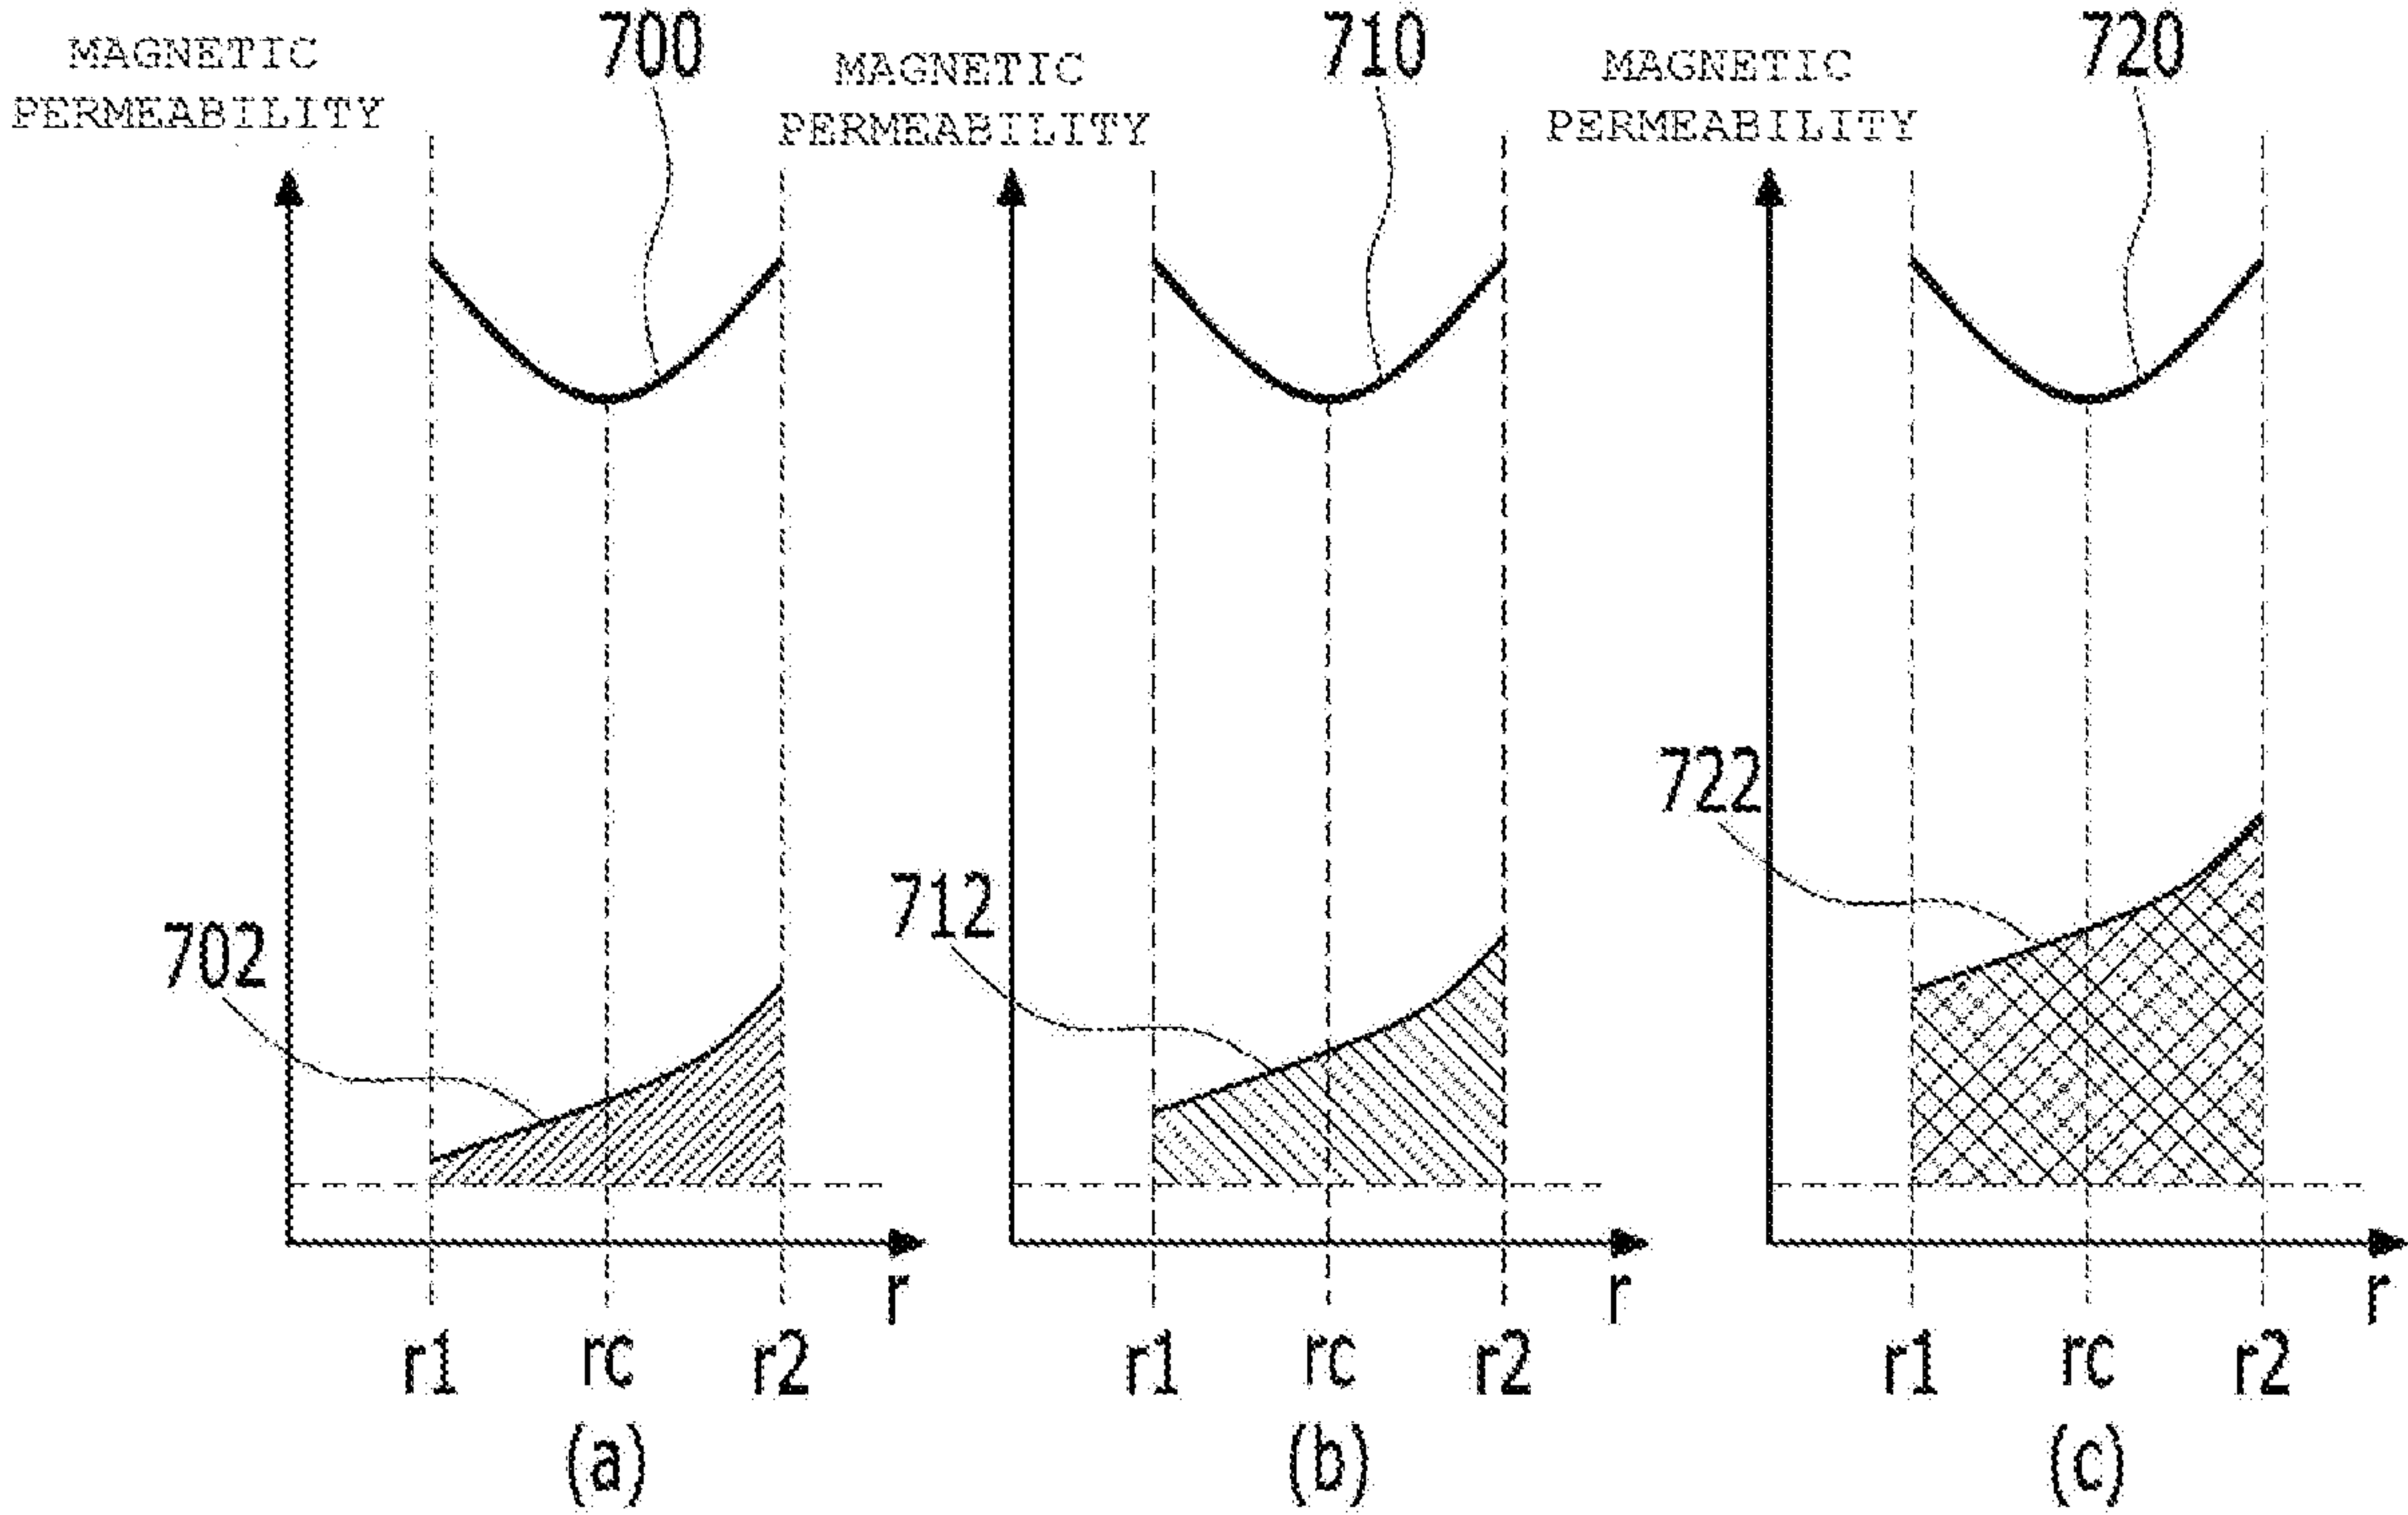 MAGNETIC
PERMEABILITY
700
702
r
r1 rc r2
(a)
MAGNETIC
PERMEABILITY
710
712
r
r1 rc r2
(b)
MAGNETIC
PERMEABILITY
720
722
r
r1 rc r2
(c)